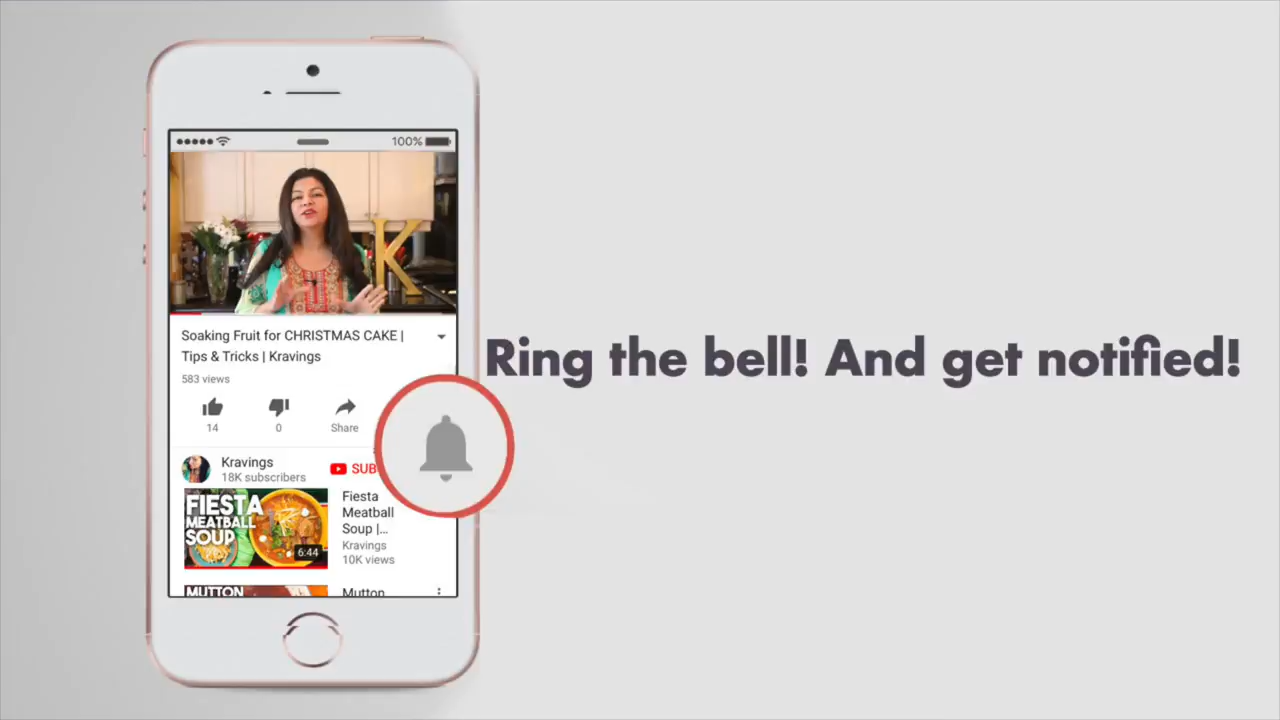 100%
K
Soaking Fruit for CHRISTMAS CAKE |
Tips & Tricks | Kravings
583 views
14
0
Share
Ring the bell! And get notified!
Kravings
18K subscribers
SUB
FIESTA
MEATBALL
SOUP
6:44
Fiesta
Meatball
Soup |...
Kravings
10K views
MUTTON
Mutton